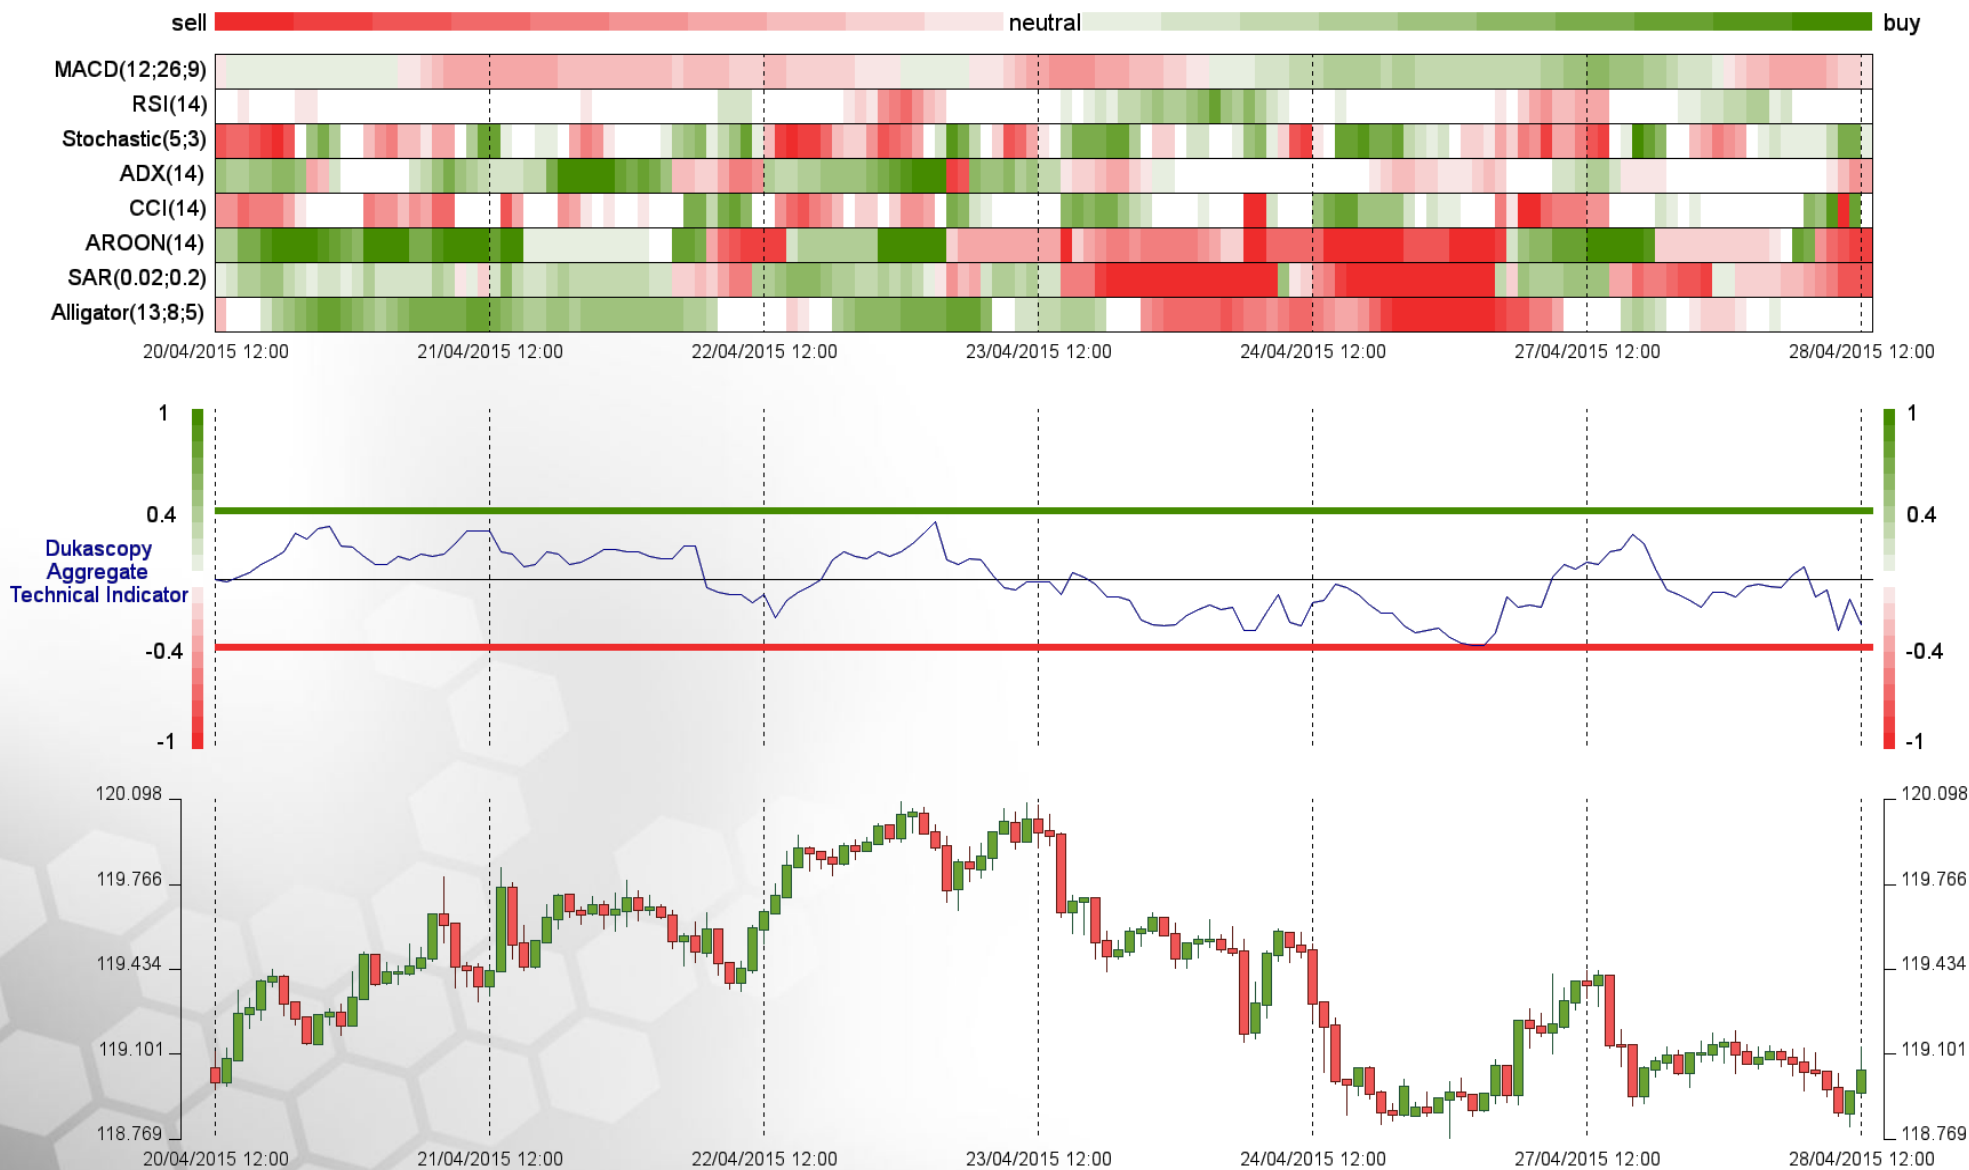 sell neutral buy
MACD(12;26;9)
RSI(14)
Stochastic(5;3)
ADX(14)
CCI(14)
AROON(14)
SAR(0.02;0.2)
Alligator(13;8;5)
20/04/2015 12:00 21/04/2015 12:00 22/04/2015 12:00 23/04/2015 12:00 24/04/2015 12:00 27/04/2015 12:00 28/04/2015 12:00
1 1
0.4 0.4
Dukascopy
Aggregate
Technical Indicator
-0.4 -0.4
-1 -1
120.098 120.098
119.766 119.766
119.434 119.434
119.101 119.101
118.769 118.769
20/04/2015 12:00 21/04/2015 12:00 22/04/2015 12:00 23/04/2015 12:00 24/04/2015 12:00 27/04/2015 12:00 28/04/2015 12:00